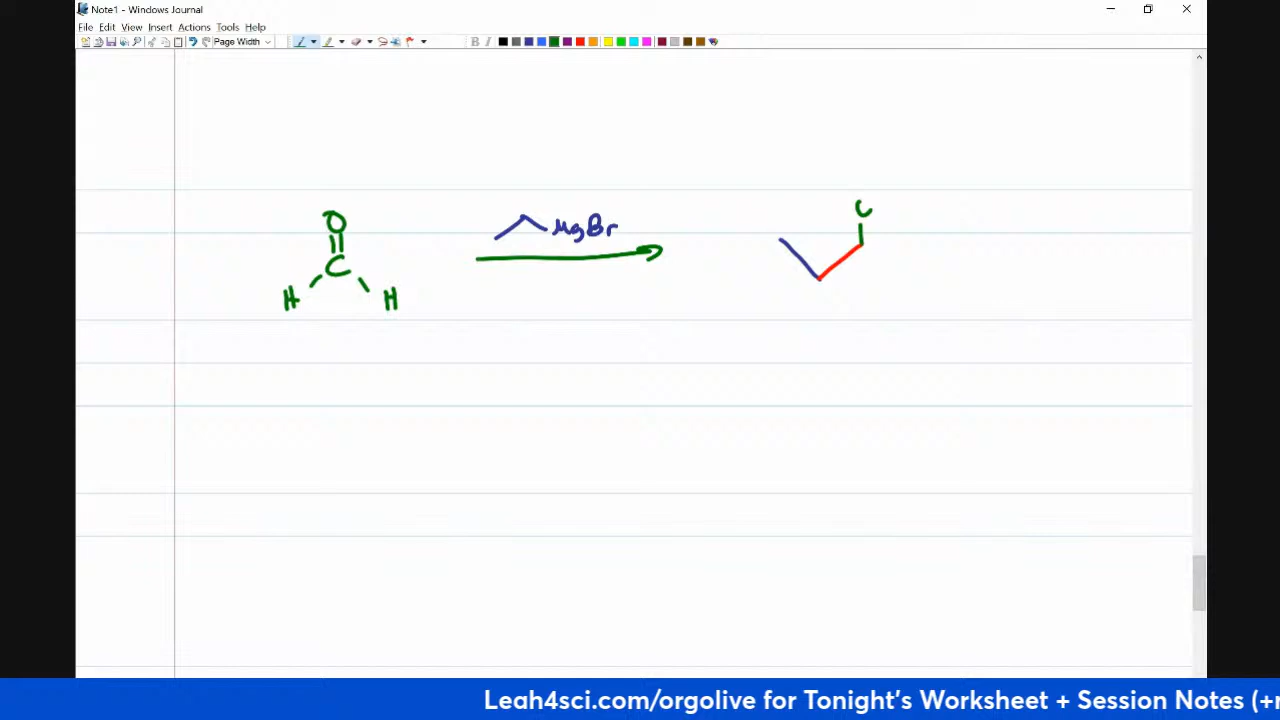 Note1 - Windows Journal
File Edit View Insert Actions Tools Help
Page Width
B I
O
C
H H
MgBr
Leah4sci.com/orgolive for Tonight's Worksheet + Session Notes (+